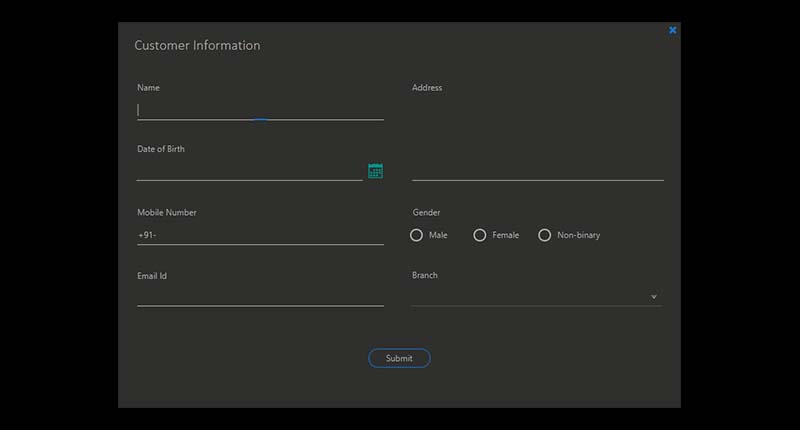 Customer Information
Name
Address
Date of Birth
Mobile Number
+91-
Gender
Male
Female
Non-binary
Email Id
Branch
Submit